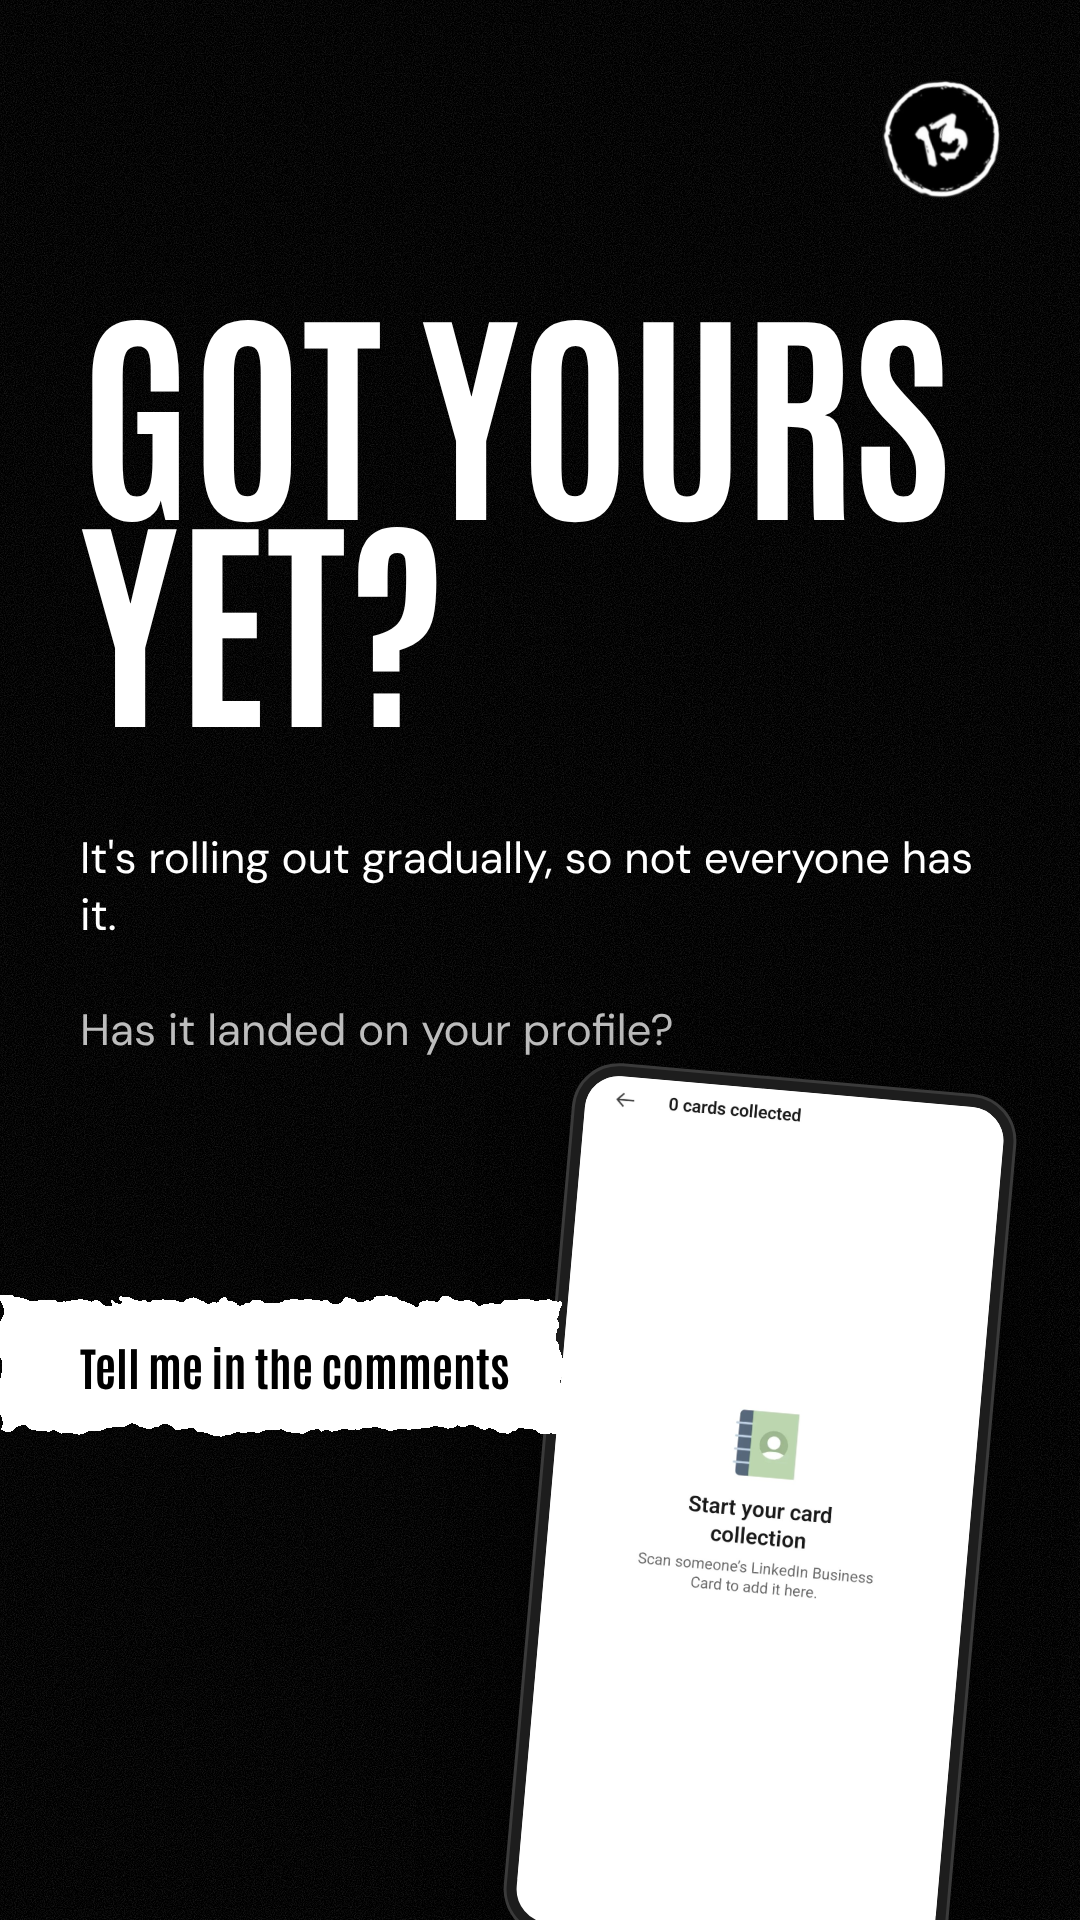 13
GOT YOURS
YET?
It's rolling out gradually, so not everyone has
it.
Has it landed on your profile?
0 cards collected
Tell me in the comments
Start your card
collection
Scan someone's LinkedIn Business
Card to add it here.